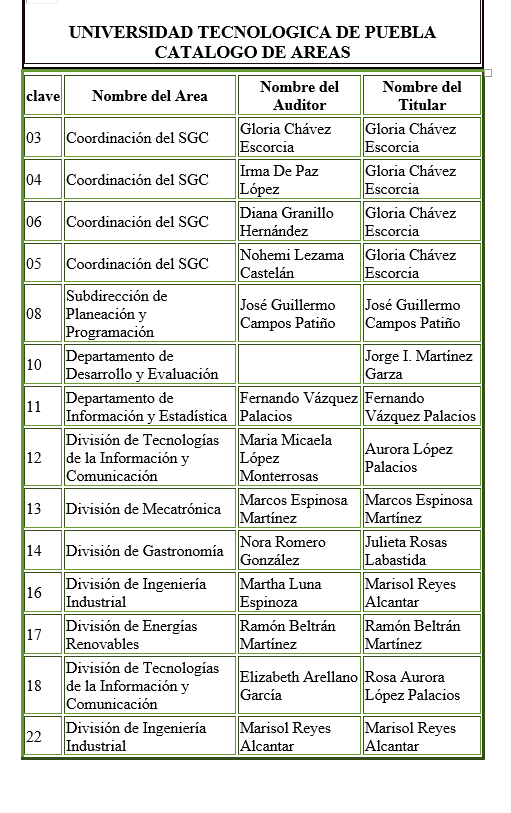 UNIVERSIDAD TECNOLOGICA DE PUEBLA
CATALOGO DE AREAS
clave Nombre del Area Nombre del Auditor Nombre del Titular
03 Coordinación del SGC Gloria Chávez Escorcia Gloria Chávez Escorcia
04 Coordinación del SGC Irma De Paz López Gloria Chávez Escorcia
06 Coordinación del SGC Diana Granillo Hernández Gloria Chávez Escorcia
05 Coordinación del SGC Nohemi Lezama Castelán Gloria Chávez Escorcia
08 Subdirección de Planeación y Programación José Guillermo Campos Patiño José Guillermo Campos Patiño
10 Departamento de Desarrollo y Evaluación Jorge I. Martínez Garza
11 Departamento de Información y Estadística Fernando Vázquez Palacios Fernando Vázquez Palacios
12 División de Tecnologías de la Información y Comunicación Maria Micaela López Monterrosas Aurora López Palacios
13 División de Mecatrónica Marcos Espinosa Martínez Marcos Espinosa Martínez
14 División de Gastronomía Nora Romero González Julieta Rosas Labastida
16 División de Ingeniería Industrial Martha Luna Espinoza Marisol Reyes Alcantar
17 División de Energías Renovables Ramón Beltrán Martínez Ramón Beltrán Martínez
18 División de Tecnologías de la Información y Comunicación Elizabeth Arellano García Rosa Aurora López Palacios
22 División de Ingeniería Industrial Marisol Reyes Alcantar Marisol Reyes Alcantar